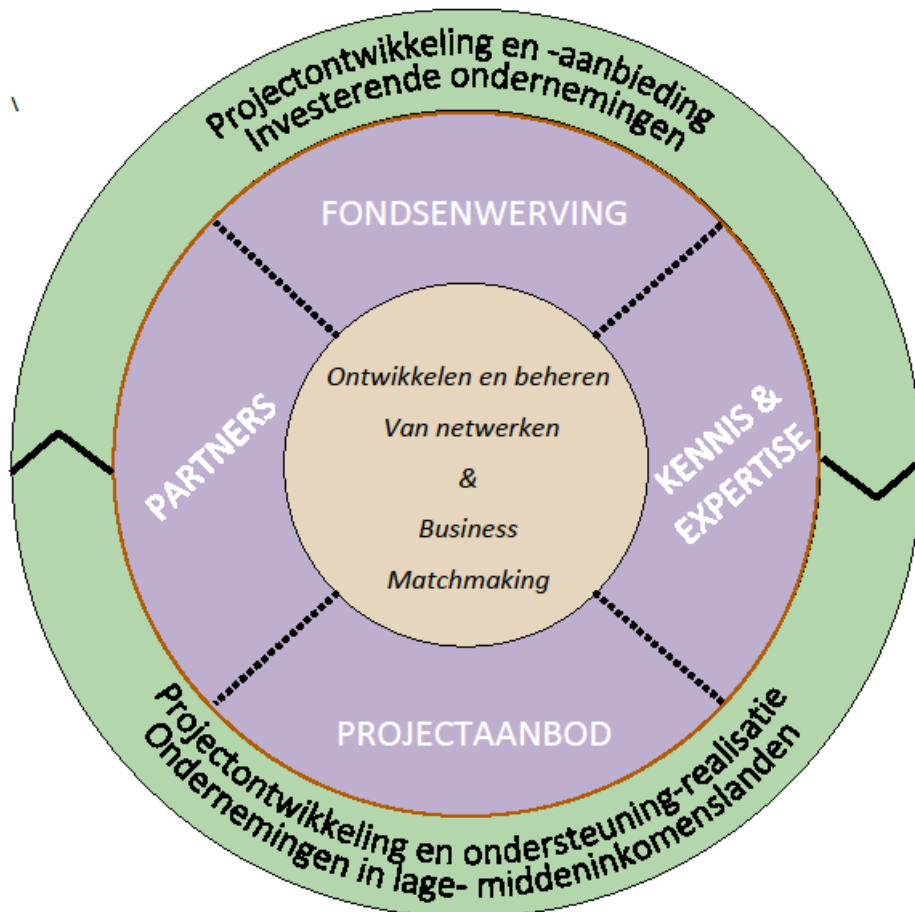 Projectontwikkeling en -aanbieding
Investerende ondernemingen
\
FONDSENWERVING
PARTNERS
Ontwikkelen en beheren
Van netwerken
&
Business
Matchmaking
KENNIS &
EXPERTISE
PROJECTAANBOD
Projectontwikkeling en ondersteuning-realisatie
Ondernemingen in lage- middeninkomenslanden